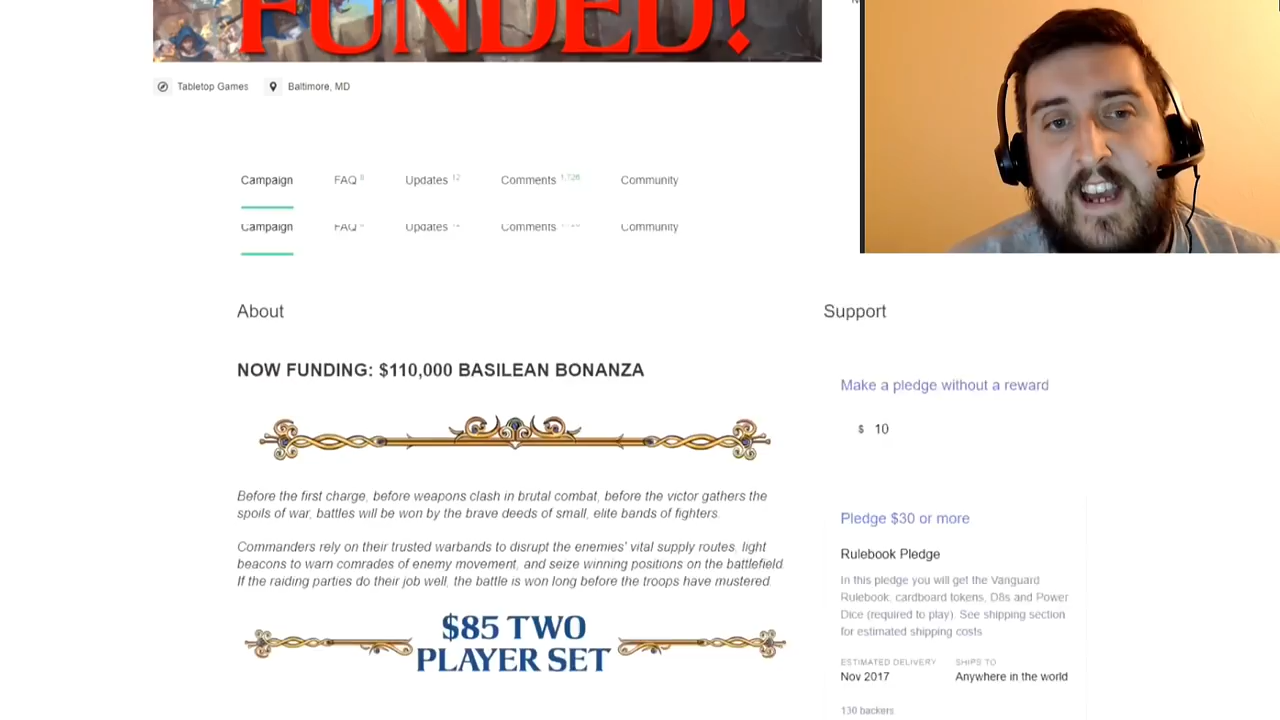 FUNDED!
Tabletop Games Baltimore, MD
Campaign FAQ 8 Updates 12 Comments 1,726 Community
Campaign FAQ Updates Comments Community
About
Support
NOW FUNDING: $110,000 BASILEAN BONANZA
Make a pledge without a reward
$ 10
Before the first charge, before weapons clash in brutal combat, before the victor gathers the
spoils of war, battles will be won by the brave deeds of small, elite bands of fighters.
Commanders rely on their trusted warbands to disrupt the enemies' vital supply routes, light
beacons to warn comrades of enemy movement, and seize winning positions on the battlefield.
If the raiding parties do their job well, the battle is won long before the troops have mustered.
$85 TWO
PLAYER SET
Pledge $30 or more
Rulebook Pledge
In this pledge you will get the Vanguard
Rulebook: cardboard tokens, D8s and Power
Dice (required to play). See shipping section
for estimated shipping costs
ESTIMATED DELIVERY SHIPS TO
Nov 2017 Anywhere in the world
130 backers